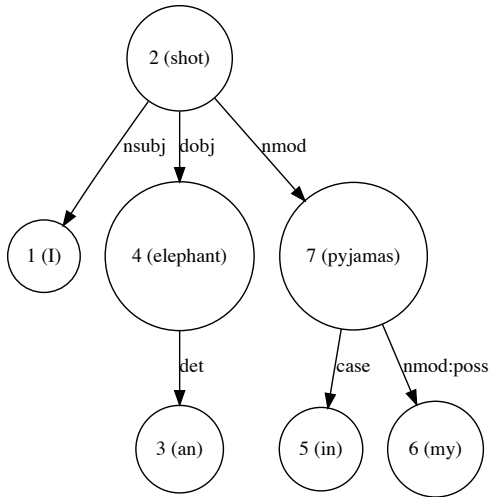 2 (shot)
nsubj
dobj
nmod
1 (I)
4 (elephant)
7 (pyjamas)
det
case
nmod:poss
3 (an)
5 (in)
6 (my)